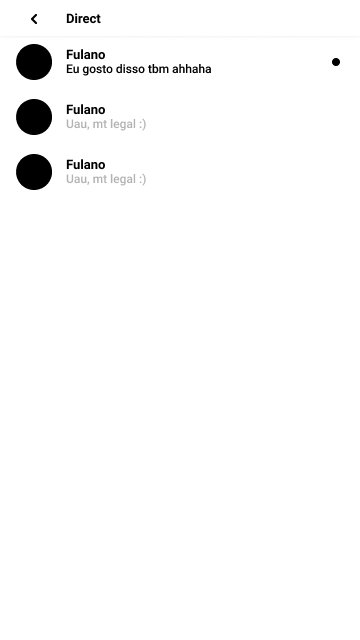 Direct
Fulano
Eu gosto disso tbm ahhaha
Fulano
Uau, mt legal :)
Fulano
Uau, mt legal :)